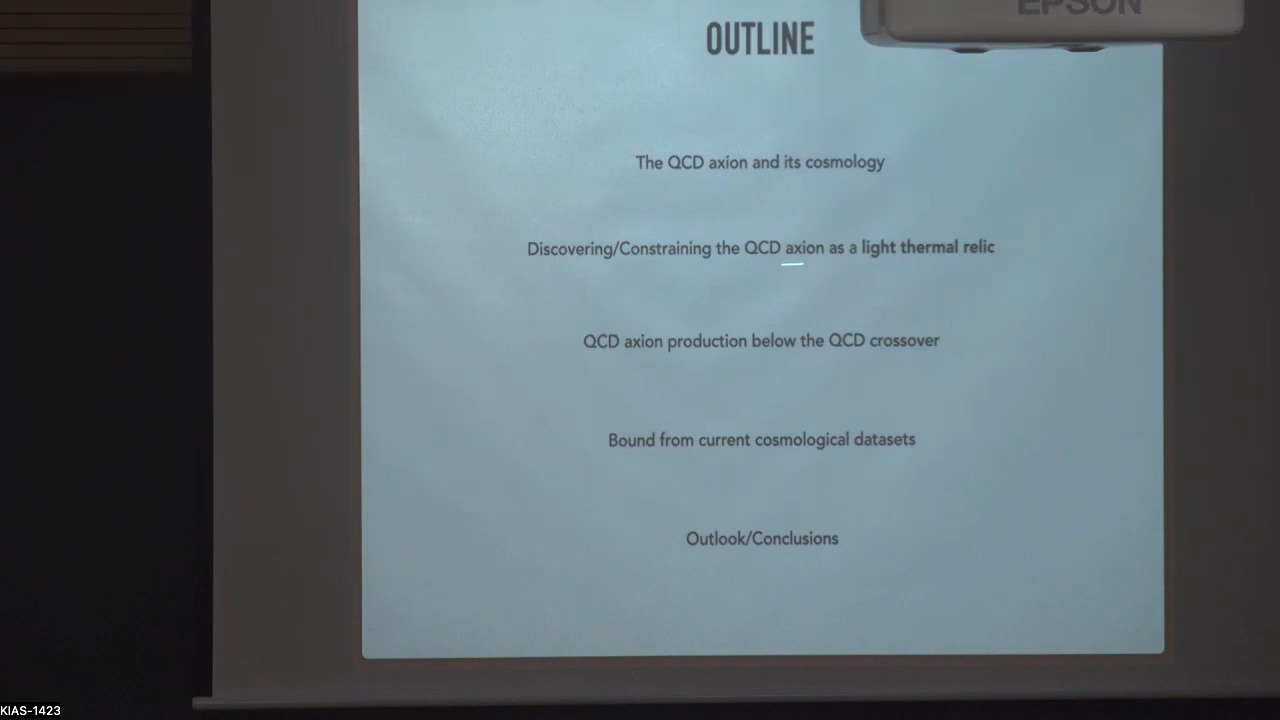 EPSON
OUTLINE
The QCD axion and its cosmology
Discovering/Constraining the QCD axion as a light thermal relic
QCD axion production below the QCD crossover
Bound from current cosmological datasets
Outlook/Conclusions
KIAS-1423